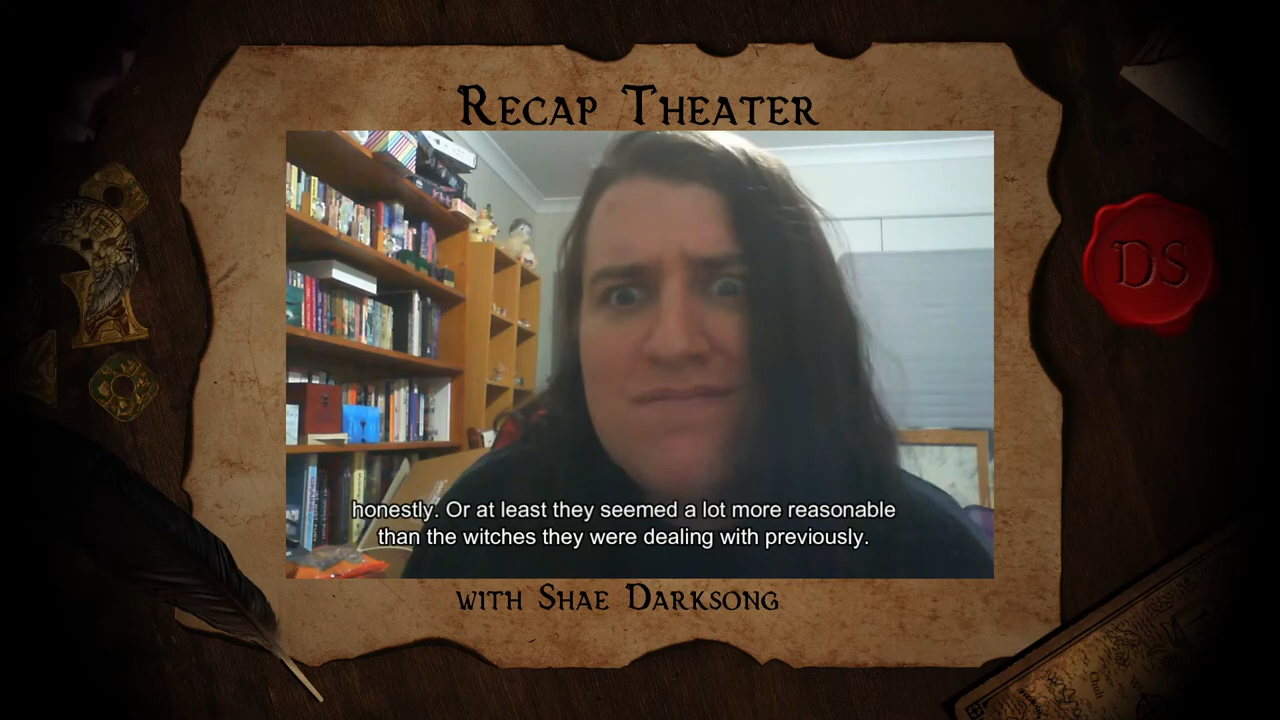 Recap Theater
DS
honestly. Or at least they seemed a lot more reasonable
than the witches they were dealing with previously.
with Shae Darksong
Chult